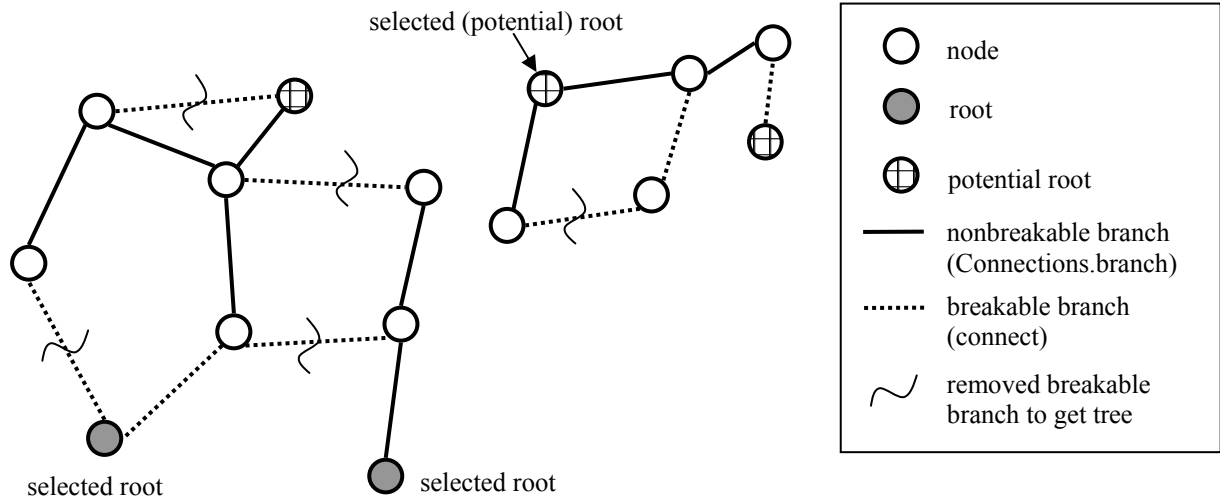 selected (potential) root
selected root
selected root
node
root
potential root
nonbreakable branch
(Connections.branch)
breakable branch
(connect)
removed breakable
branch to get tree